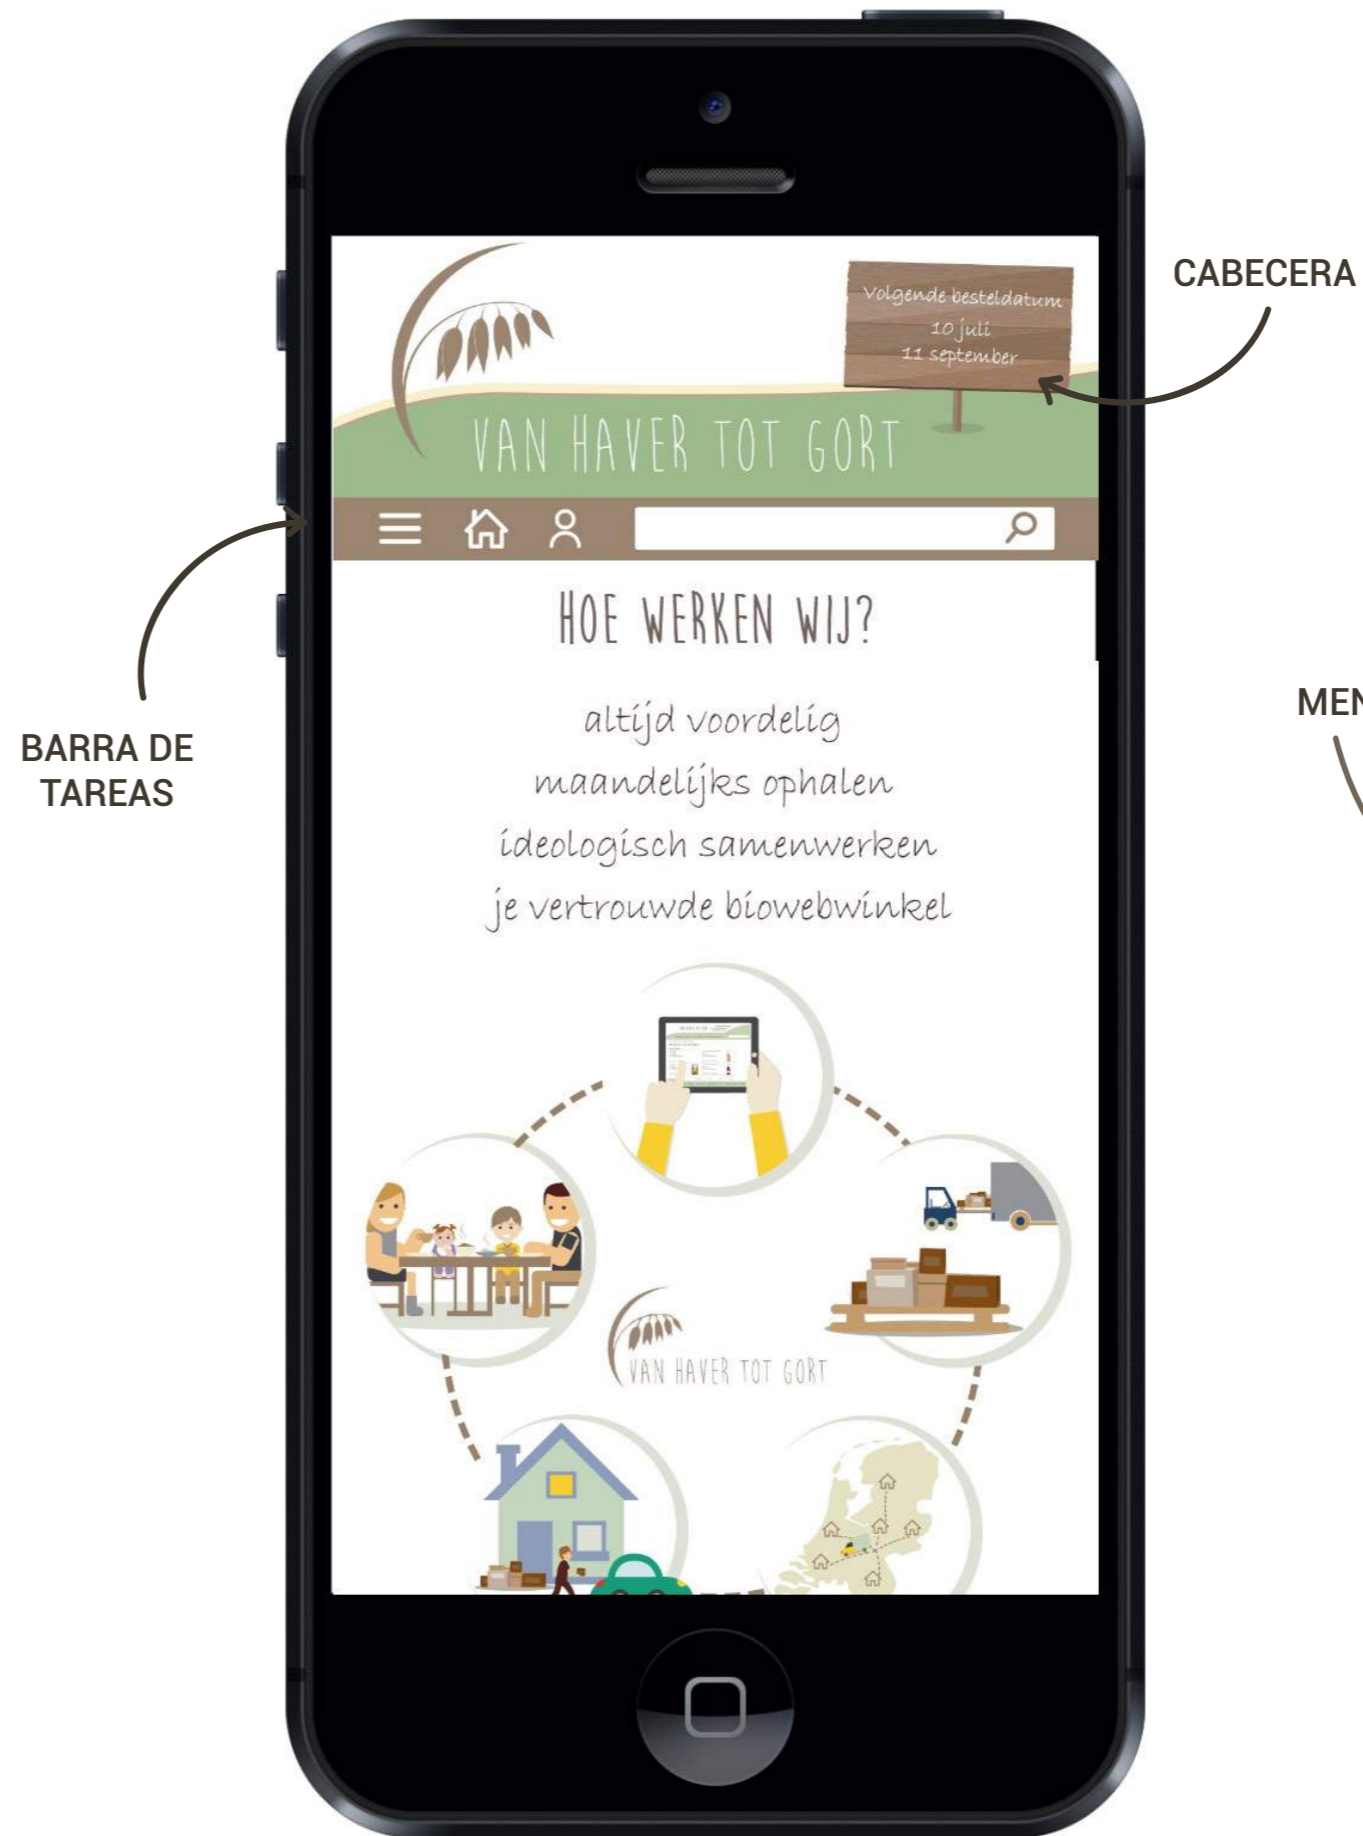 CABECERA
Volgende besteldatum
10 juli
11 september
VAN HAVER TOT GORT
HOE WERKEN WIJ?
altijd voordelig
maandelijks ophalen
ideologisch samenwerken
je vertrouwde biowebwinkel
BARRA DE
TAREAS
MEN
VAN HAVER TOT GORT